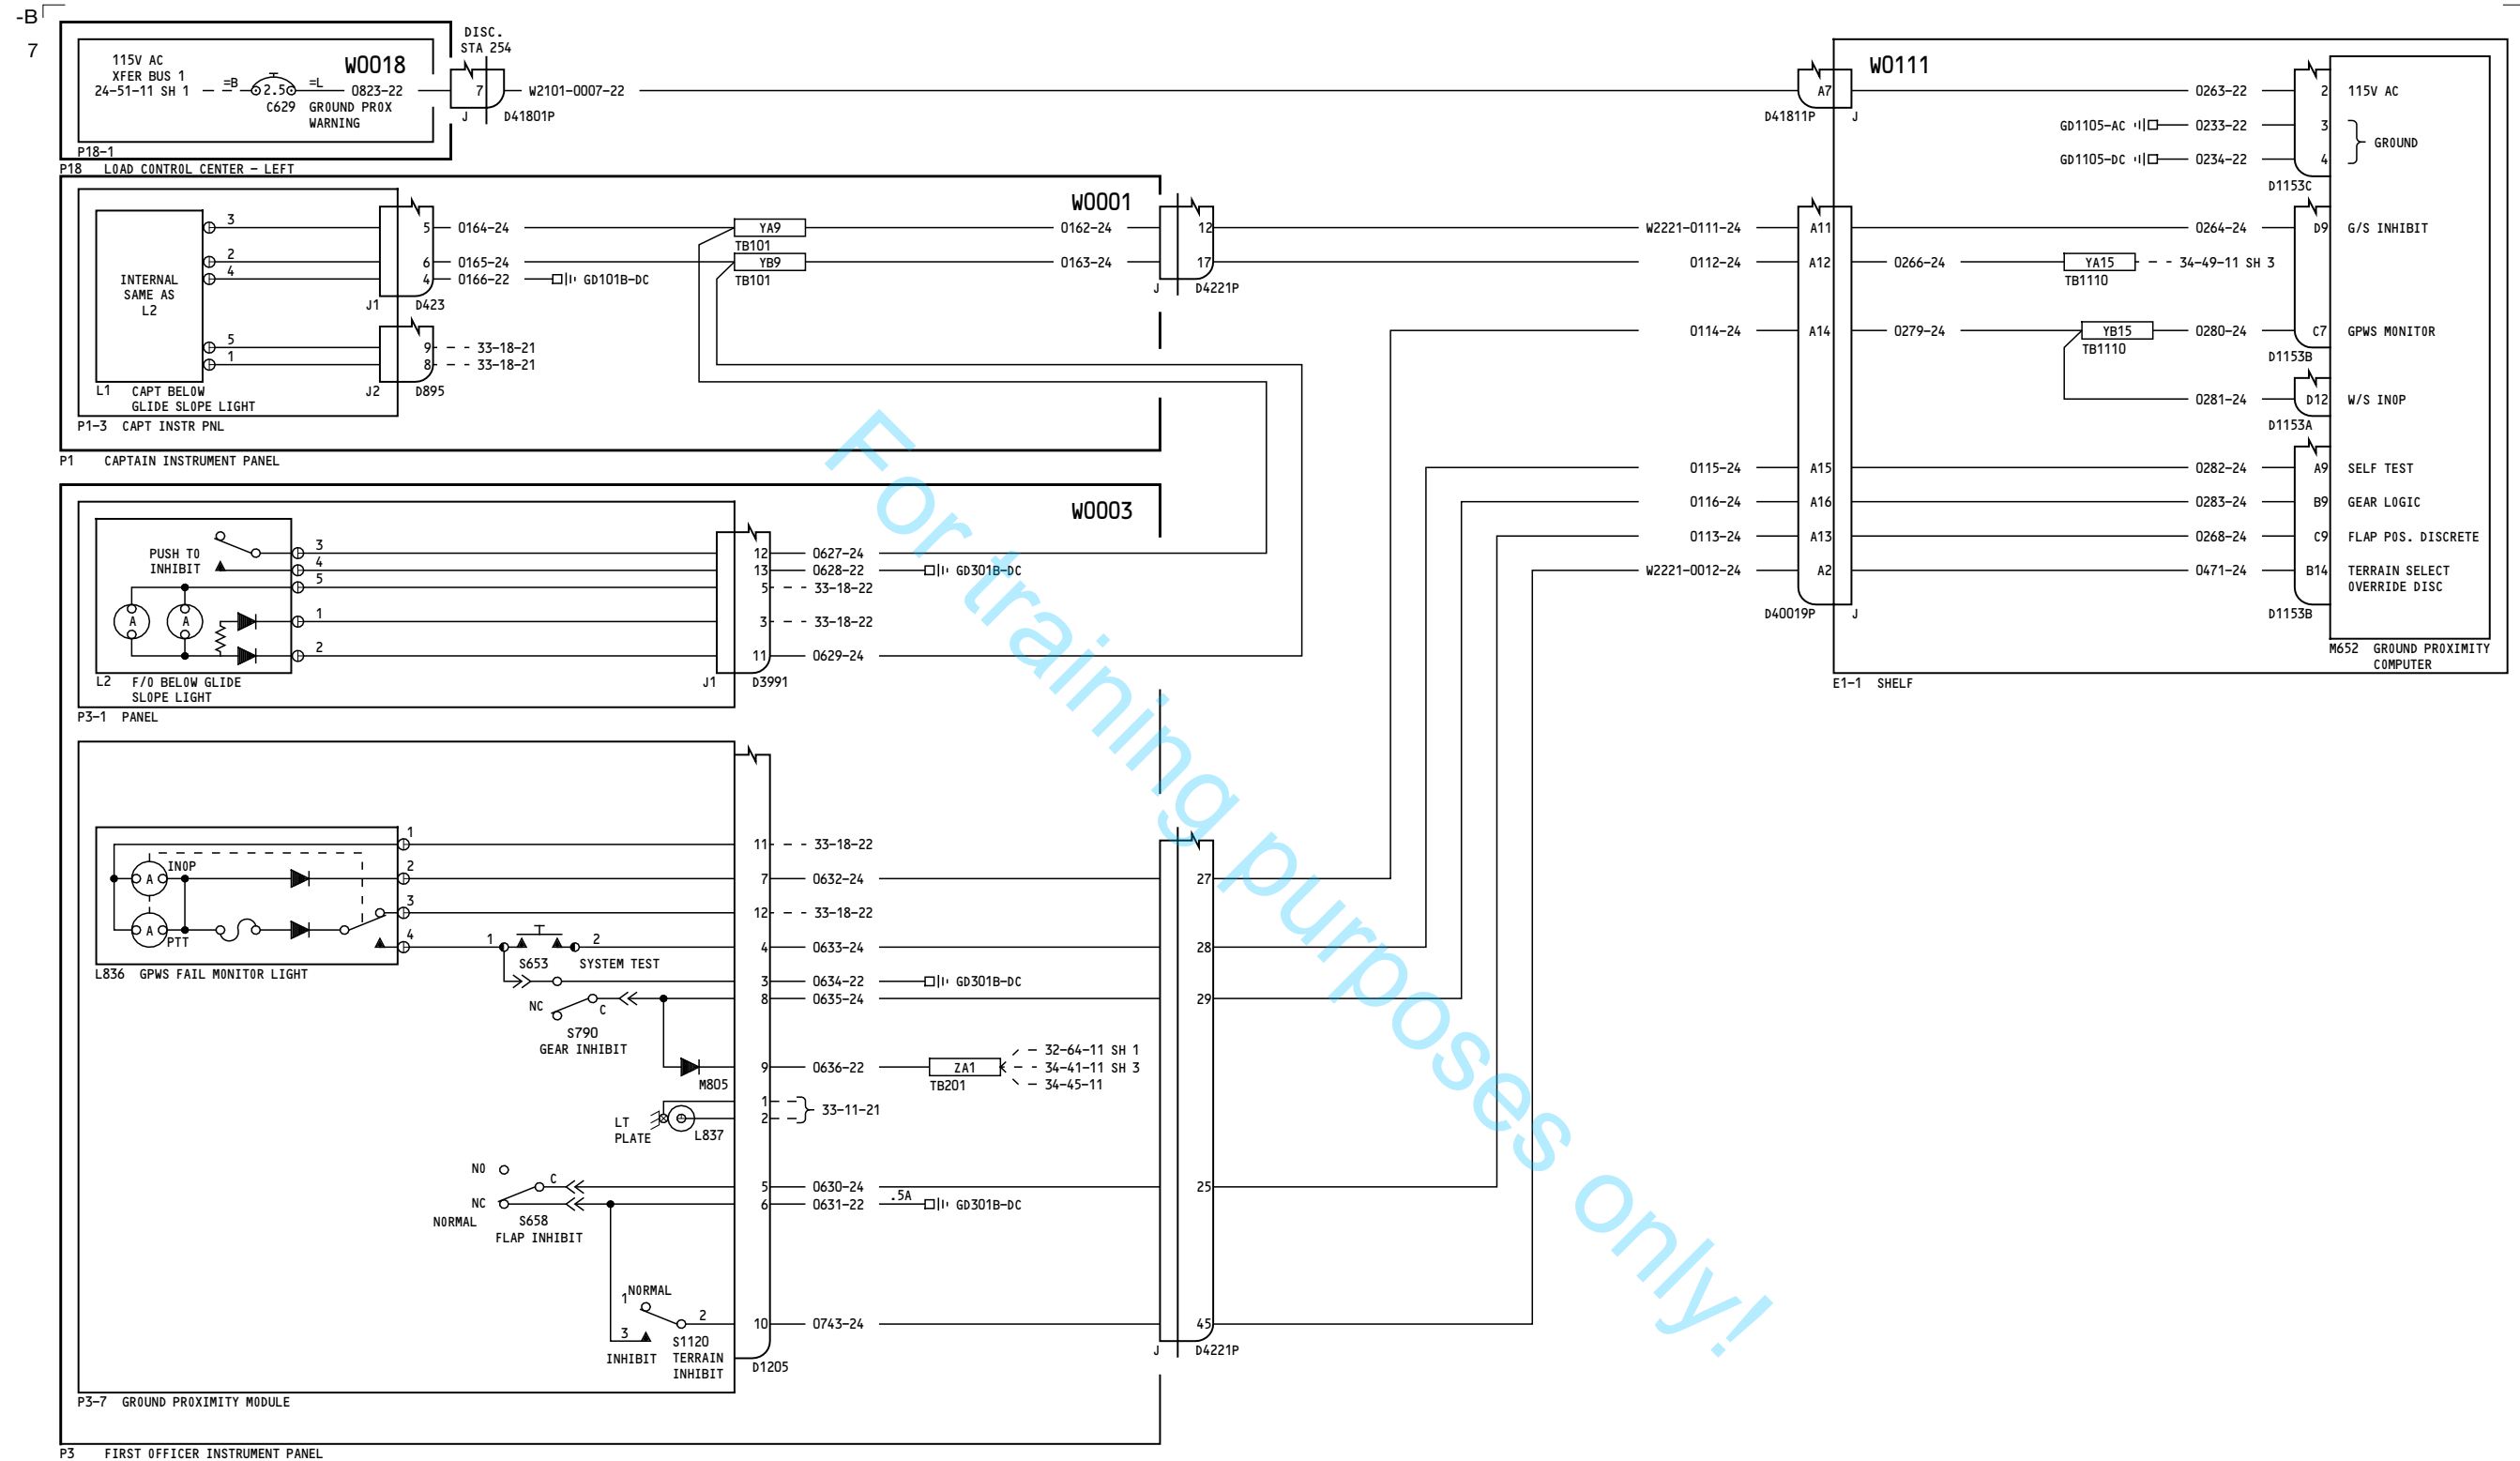 -B
7
DISC.
STA 254
115V AC
XFER BUS 1
24-51-11 SH 1
=B
2.5
=L
W0018
0823-22
C629
GROUND PROX
WARNING
7
W2101-0007-22
J
D41801P
P18-1
P18 LOAD CONTROL CENTER - LEFT
W0001
INTERNAL
SAME AS
L2
3
2
4
5
1
5
6
4
0164-24
0165-24
0166-22
GD101B-DC
J1
D423
9
8
33-18-21
33-18-21
J2
D895
YA9
TB101
YB9
TB101
0162-24
0163-24
12
17
J
D4221P
L1 CAPT BELOW
GLIDE SLOPE LIGHT
P1-3 CAPT INSTR PNL
P1 CAPTAIN INSTRUMENT PANEL
W0003
PUSH TO
INHIBIT
A
A
3
4
5
1
2
12
13
5
3
11
0627-24
0628-22
GD301B-DC
33-18-22
33-18-22
0629-24
L2 F/O BELOW GLIDE
SLOPE LIGHT
J1
D3991
P3-1 PANEL
INOP
A
A
PTT
1
2
3
4
L836 GPWS FAIL MONITOR LIGHT
1
2
S653
SYSTEM TEST
NC
C
S790
GEAR INHIBIT
M805
LT
PLATE
L837
NO
C
NC
NORMAL
S658
FLAP INHIBIT
NORMAL
1
2
3
INHIBIT
S1120
TERRAIN
INHIBIT
11
33-18-22
7
0632-24
12
33-18-22
4
0633-24
3
0634-22
GD301B-DC
8
0635-24
9
0636-22
ZA1
TB201
32-64-11 SH 1
34-41-11 SH 3
34-45-11
1
2
33-11-21
5
0630-24
6
0631-22
.5A
GD301B-DC
10
0743-24
D1205
27
28
29
25
45
J
D4221P
P3-7 GROUND PROXIMITY MODULE
P3 FIRST OFFICER INSTRUMENT PANEL
W0111
A7
D41811P
J
0263-22
2
115V AC
GD1105-AC
0233-22
3
GD1105-DC
0234-22
4
GROUND
D1153C
W2221-0111-24
A11
0264-24
D9
G/S INHIBIT
0112-24
A12
0266-24
YA15
TB1110
34-49-11 SH 3
0114-24
A14
0279-24
YB15
TB1110
0280-24
C7
GPWS MONITOR
D1153B
0281-24
D12
W/S INOP
D1153A
0115-24
A15
0282-24
A9
SELF TEST
0116-24
A16
0283-24
B9
GEAR LOGIC
0113-24
A13
0268-24
C9
FLAP POS. DISCRETE
W2221-0012-24
A2
0471-24
B14
TERRAIN SELECT
OVERRIDE DISC
D40019P
J
D1153B
M652 GROUND PROXIMITY
COMPUTER
E1-1 SHELF
For training purposes only!